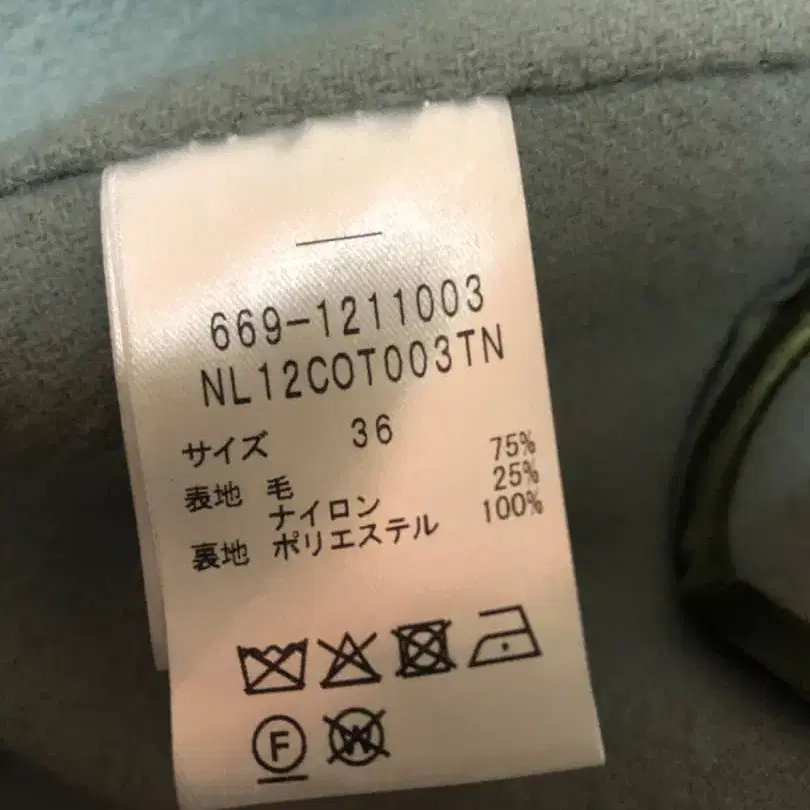 669-1211003
NL12COT003TN
サイズ 36
表地 毛 75%
ナイロン 25%
裏地 ポリエステル 100%
F W